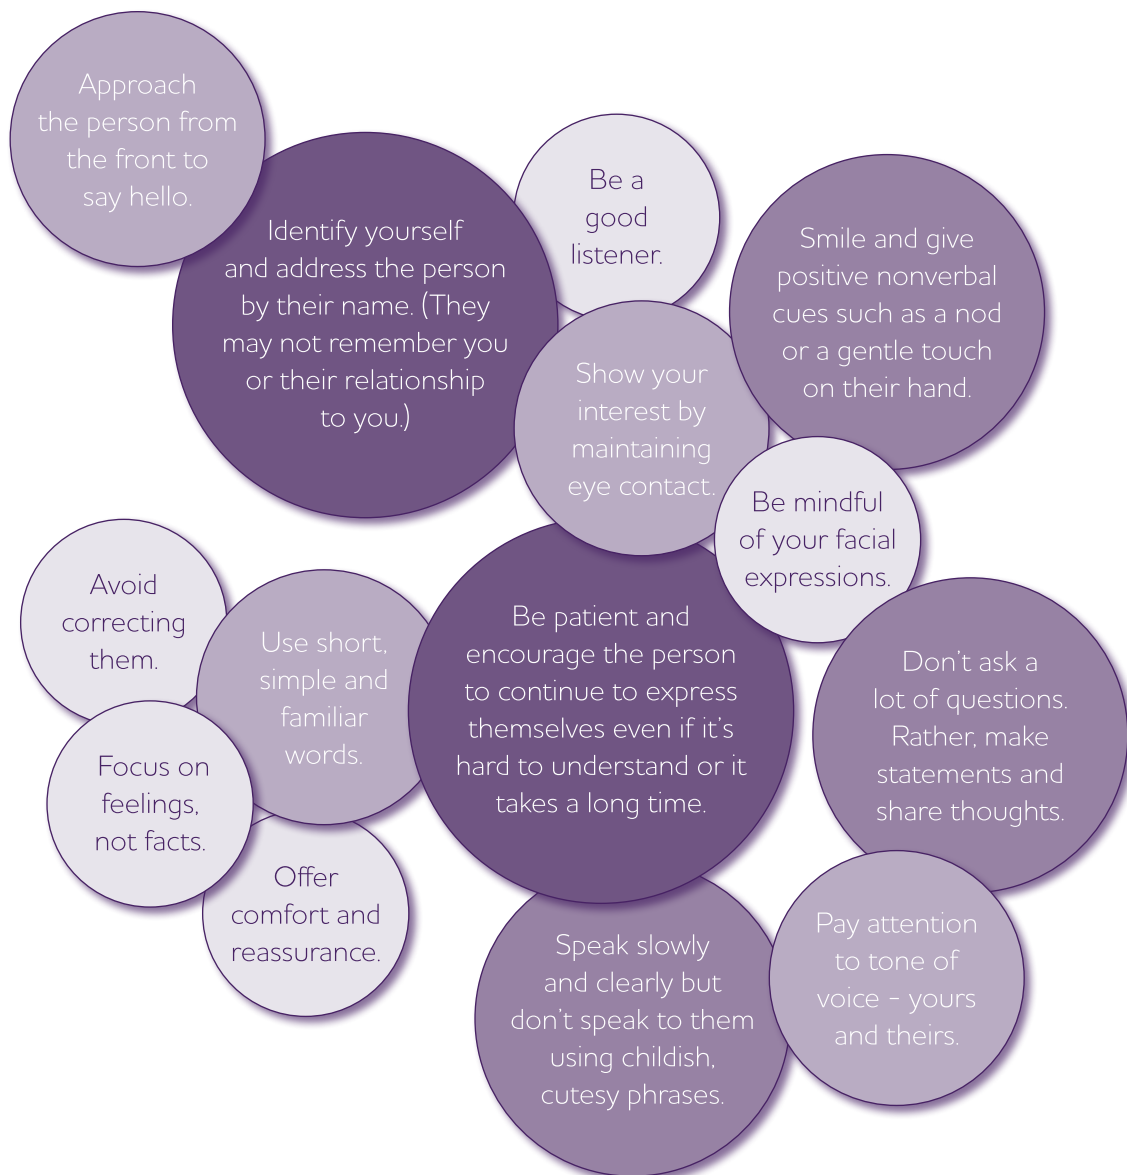 Approach
the person from
the front to
say hello.
Identify yourself
and address the person
by their name. (They
may not remember you
or their relationship
to you.)
Be a
good
listener.
Smile and give
positive nonverbal
cues such as a nod
or a gentle touch
on their hand.
Show your
interest by
maintaining
eye contact.
Be mindful
of your facial
expressions.
Avoid
correcting
them.
Use short,
simple and
familiar
words.
Be patient and
encourage the person
to continue to express
themselves even if it's
hard to understand or it
takes a long time.
Don't ask a
lot of questions.
Rather, make
statements and
share thoughts.
Focus on
feelings,
not facts.
Offer
comfort and
reassurance.
Speak slowly
and clearly but
don't speak to them
using childish,
cutesy phrases.
Pay attention
to tone of
voice - yours
and theirs.